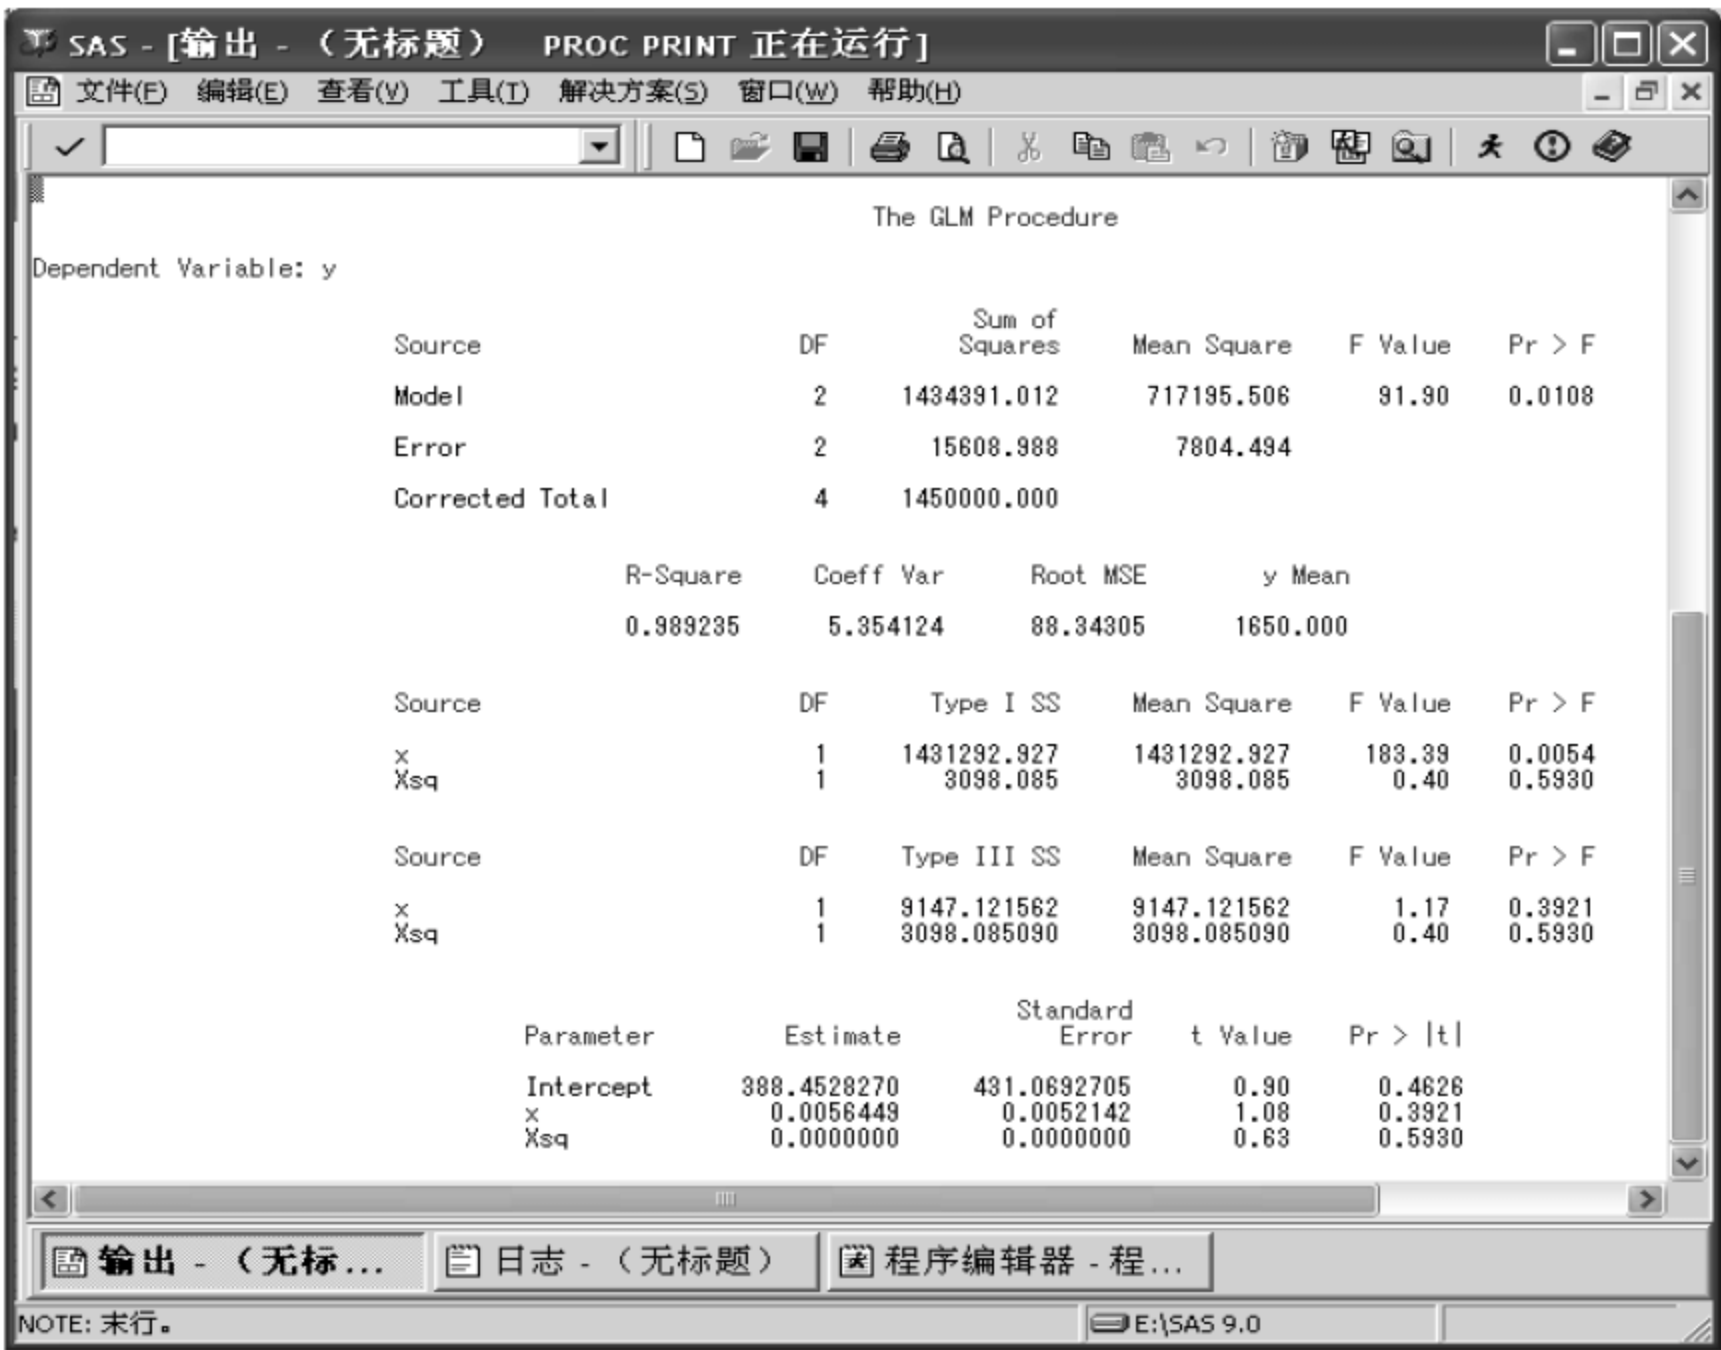 SAS - [输出 - （无标题） PROC PRINT 正在运行]
文件(F) 编辑(E) 查看(V) 工具(T) 解决方案(S) 窗口(W) 帮助(H)
The GLM Procedure
Dependent Variable: y
Sum of
Source DF Squares Mean Square F Value Pr > F
Model 2 1434391.012 717195.506 91.90 0.0108
Error 2 15608.988 7804.494
Corrected Total 4 1450000.000
R-Square Coeff Var Root MSE y Mean
0.989235 5.354124 88.34305 1650.000
Source DF Type I SS Mean Square F Value Pr > F
x 1 1431292.927 1431292.927 183.39 0.0054
Xsq 1 3098.085 3098.085 0.40 0.5930
Source DF Type III SS Mean Square F Value Pr > F
x 1 9147.121562 9147.121562 1.17 0.3921
Xsq 1 3098.085090 3098.085090 0.40 0.5930
Standard
Parameter Estimate Error t Value Pr > |t|
Intercept 388.4528270 431.0692705 0.90 0.4626
x 0.0056449 0.0052142 1.08 0.3921
Xsq 0.0000000 0.0000000 0.63 0.5930
输出 - （无标... 日志 - （无标题） 程序编辑器 - 程...
NOTE: 末行。 E:\SAS 9.0